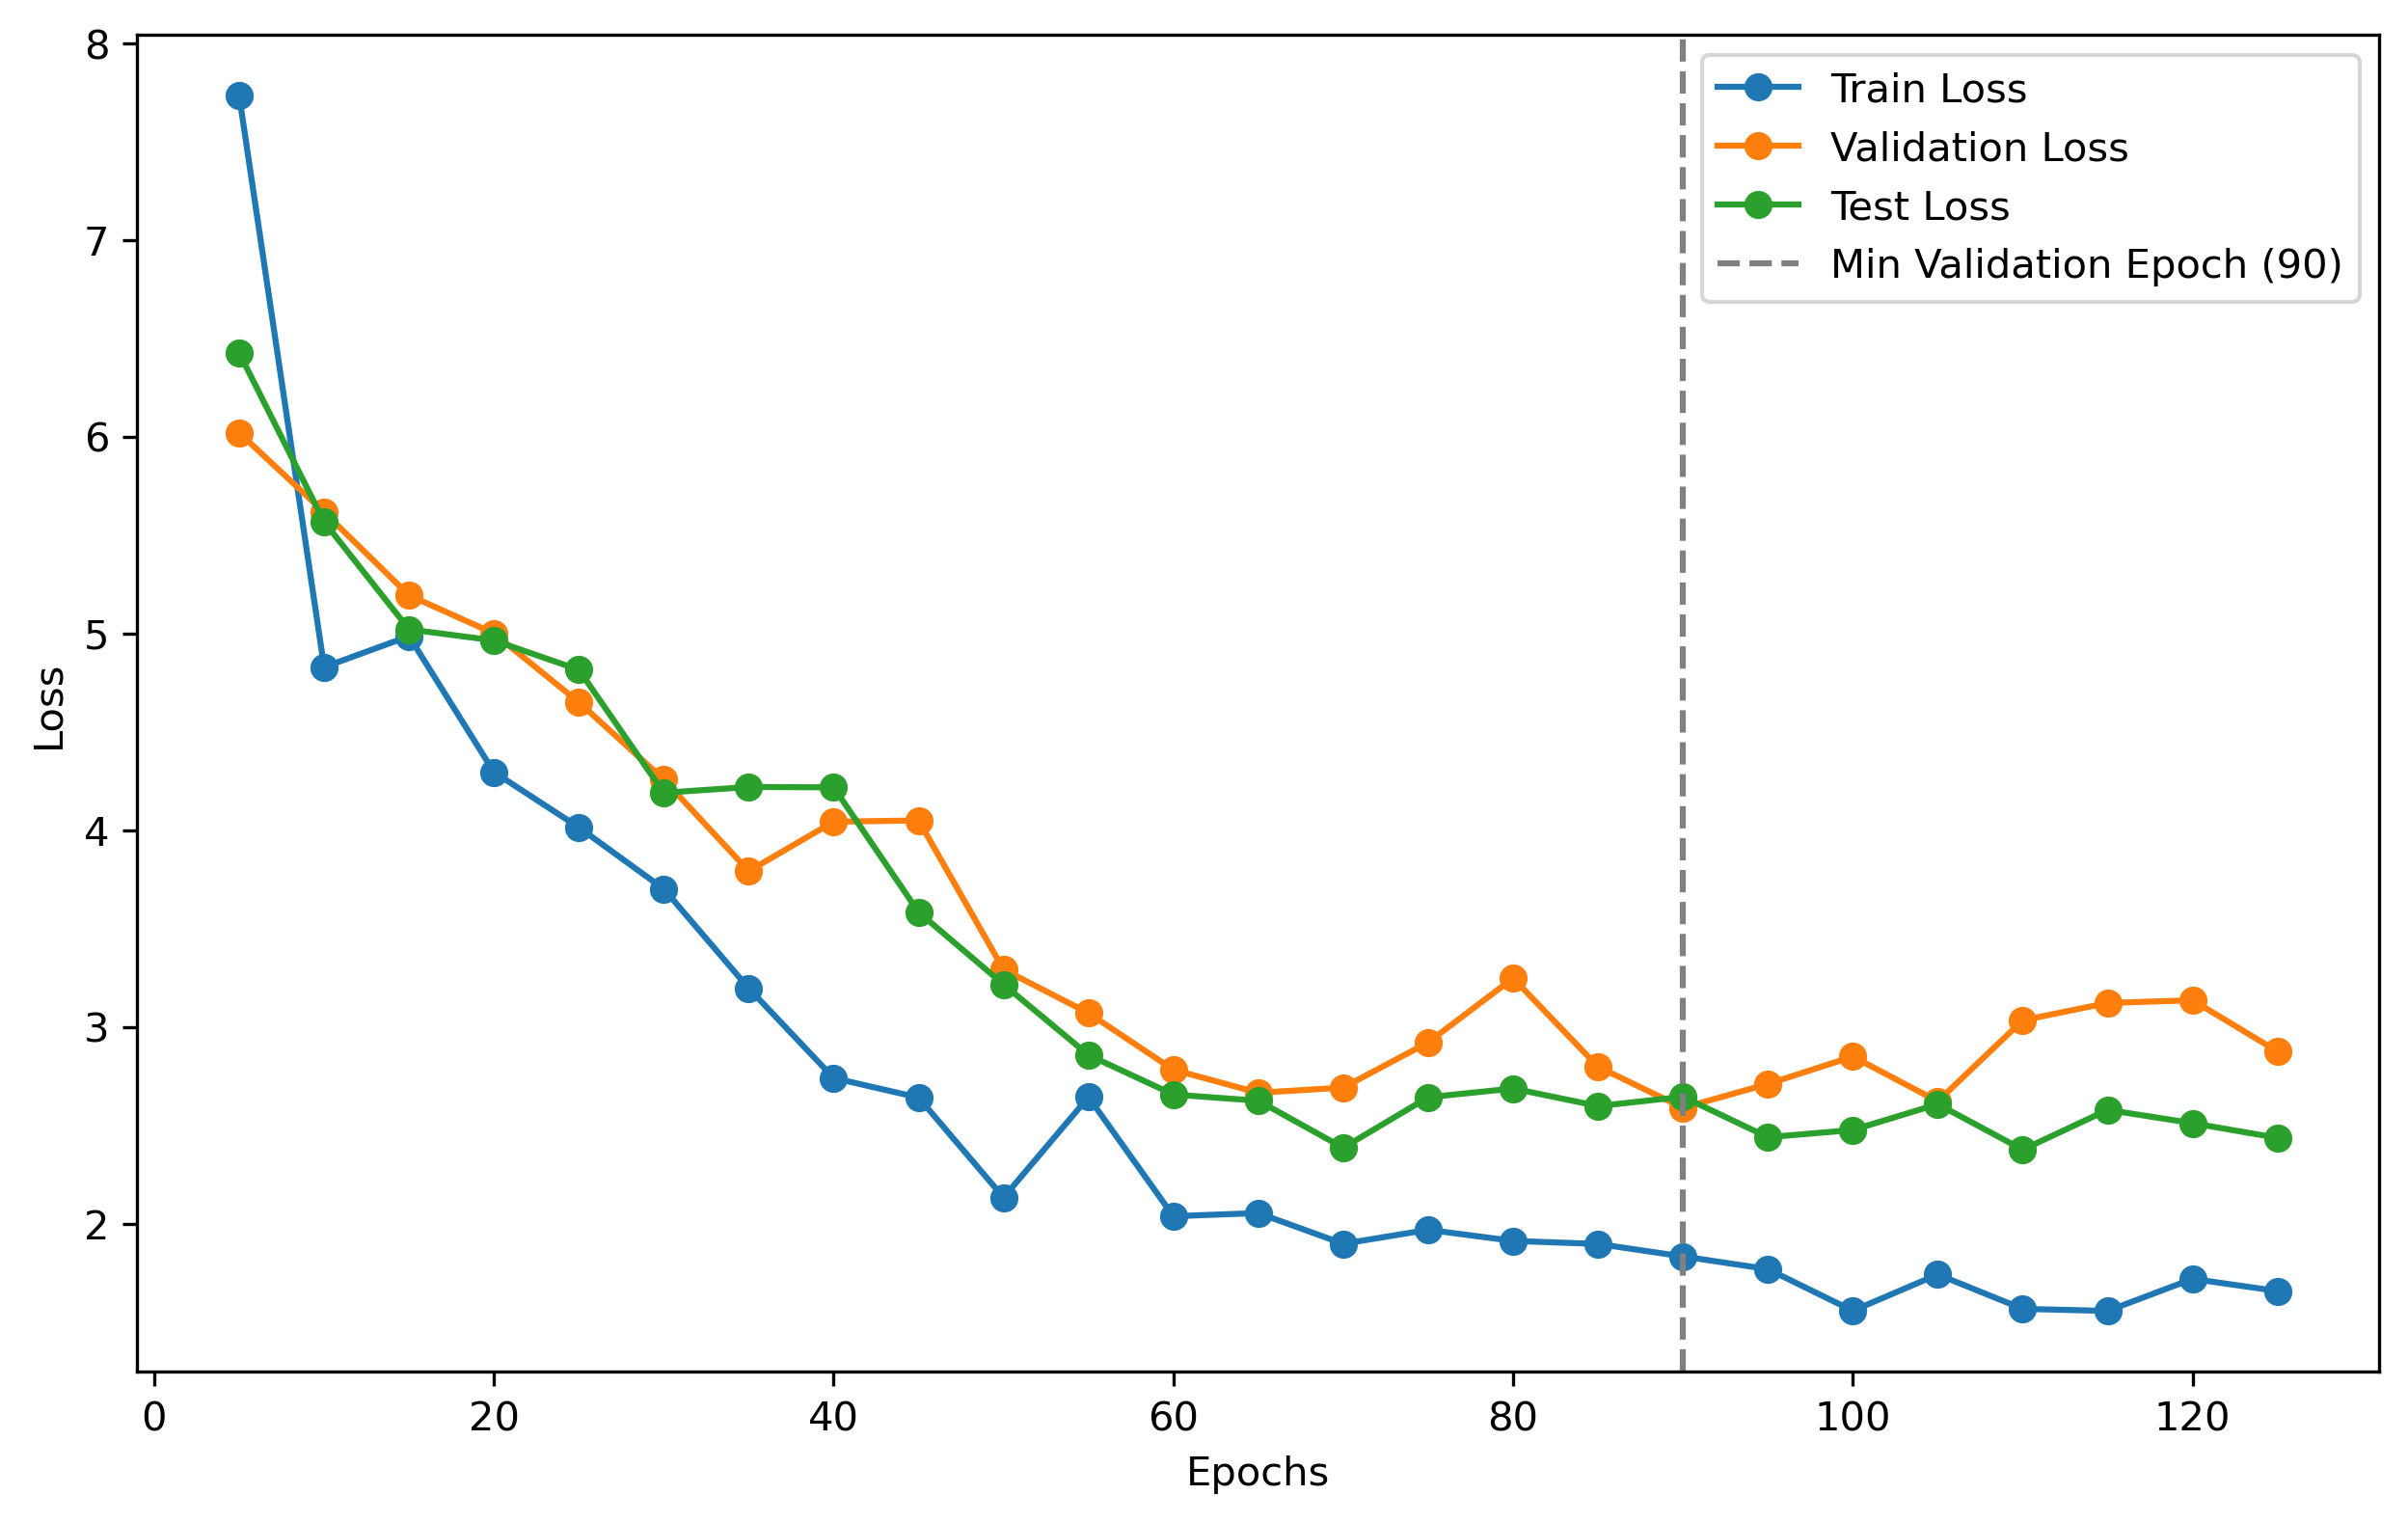 8
7
6
5
4
3
2
Loss
0 20 40 60 80 100 120
Epochs
Train Loss
Validation Loss
Test Loss
Min Validation Epoch (90)